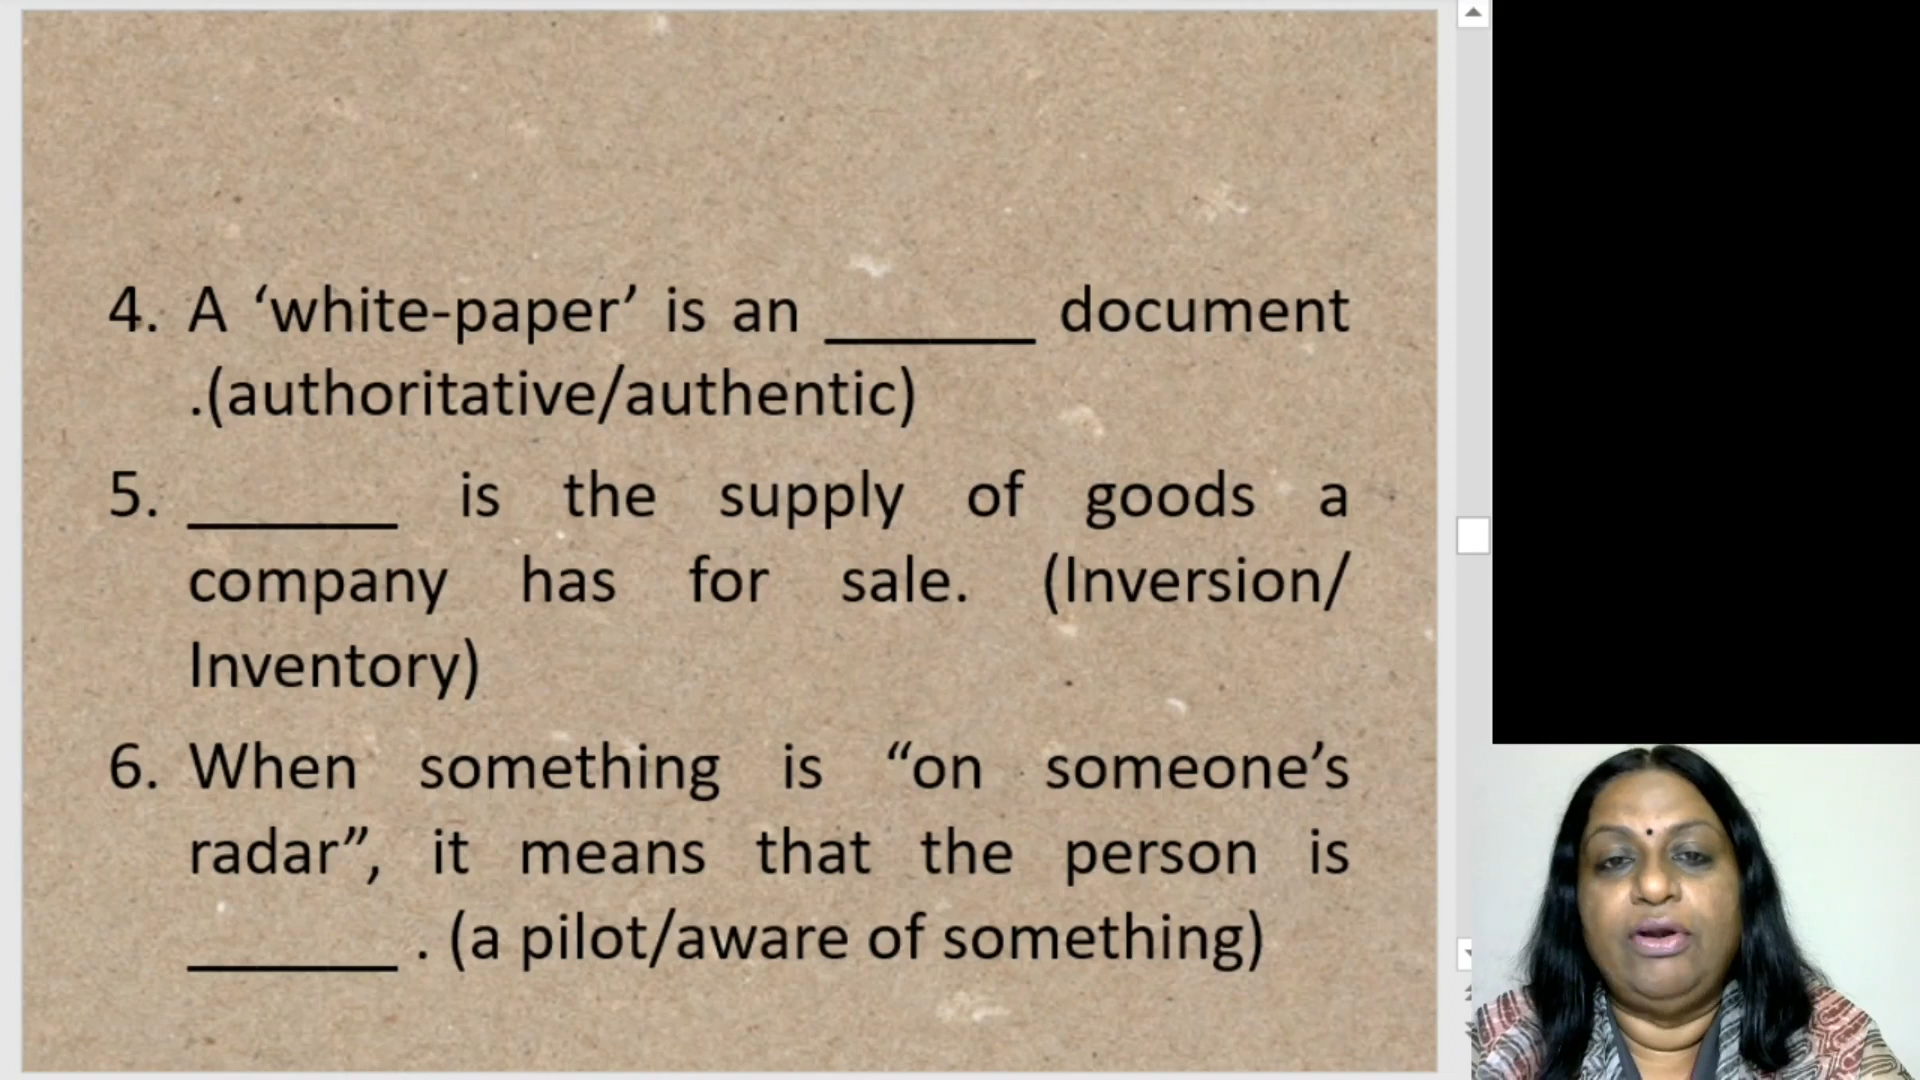 4. A ‘white-paper’ is an _______ document
.(authoritative/authentic)
5. _______ is the supply of goods a
company has for sale. (Inversion/
Inventory)
6. When something is “on someone’s
radar”, it means that the person is
_______ . (a pilot/aware of something)